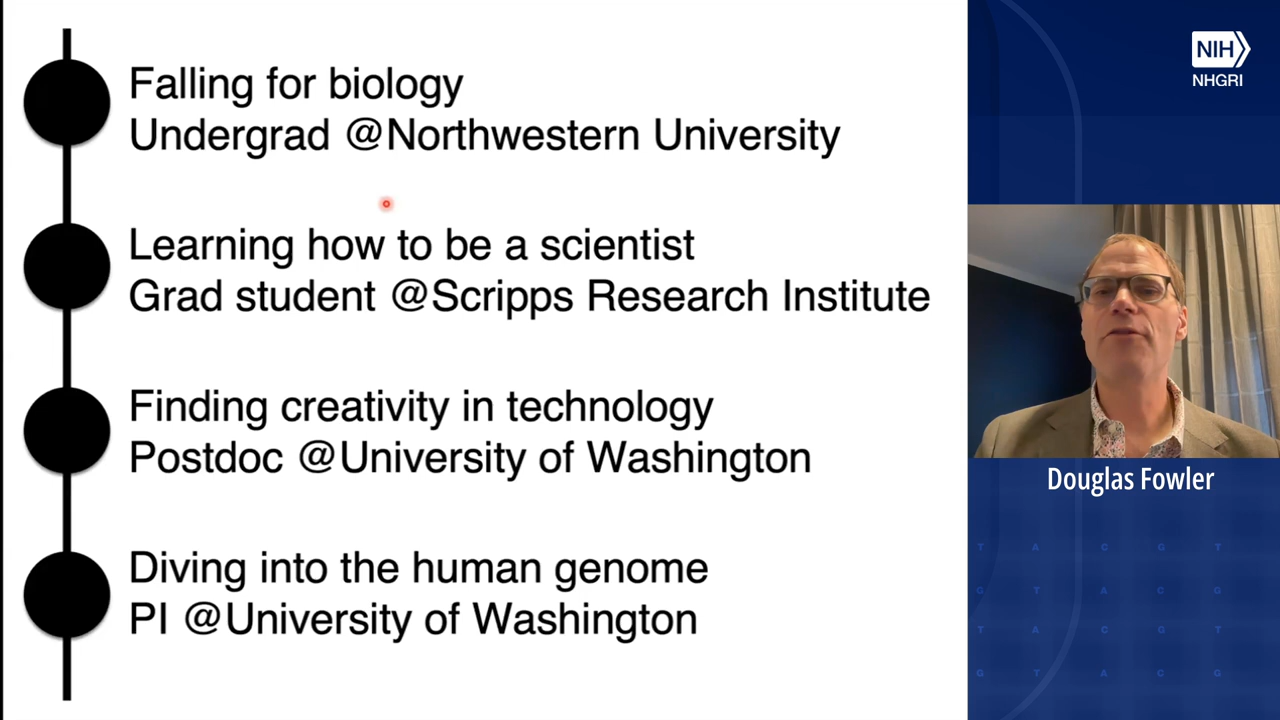 Falling for biology
Undergrad @Northwestern University
Learning how to be a scientist
Grad student @Scripps Research Institute
Finding creativity in technology
Postdoc @University of Washington
Diving into the human genome
PI @University of Washington
NIH
NHGRI
Douglas Fowler
T A C G T
G T A C G
T A C G T
G T A C G